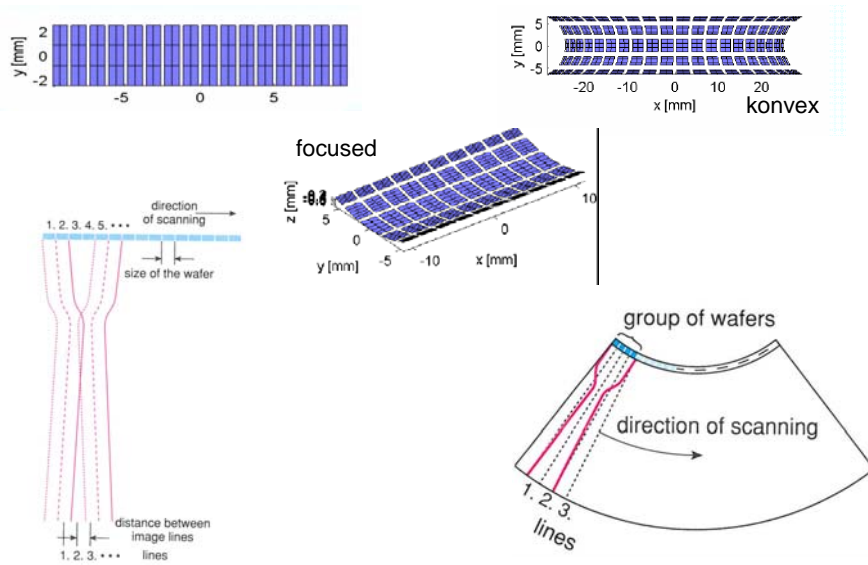 2
0
-2
y [mm]
-5
0
5
5
0
-5
y [mm]
-20
-10
0
10
20
x [mm]
konvex
focused
z [mm]
5
0
-5
y [mm]
-10
0
10
x [mm]
direction
of scanning
1. 2. 3. 4. 5. • • •
size of the wafer
distance between
image lines
1. 2. 3. • • • lines
group of wafers
direction of scanning
1. 2. 3.
lines